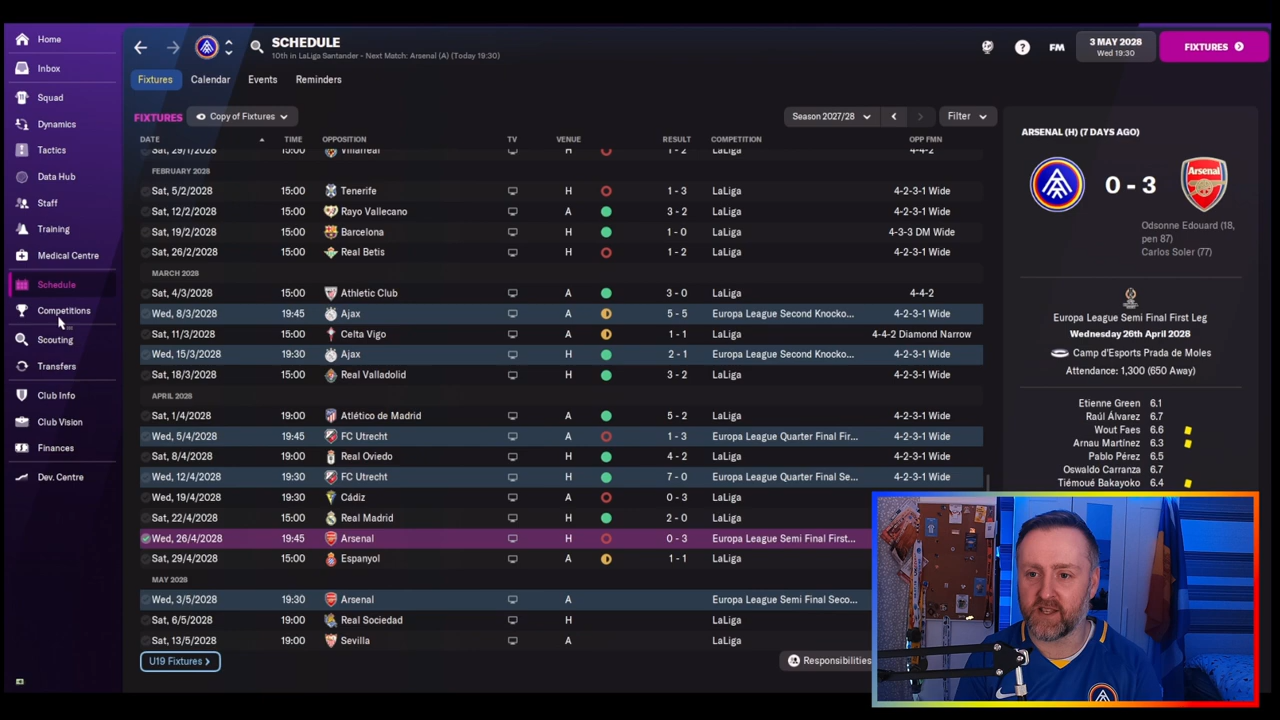 Home
Inbox
Squad
Dynamics
Tactics
Data Hub
Staff
Training
Medical Centre
Schedule
Competitions
Scouting
Transfers
Club Info
Club Vision
Finances
Dev. Centre
SCHEDULE
10th in LaLiga Santander - Next Match: Arsenal (A) (Today 19:30)
FM
3 MAY 2028
Wed 19:30
FIXTURES
Fixtures Calendar Events Reminders
FIXTURES Copy of Fixtures Season 2027/28 Filter
DATE TIME OPPOSITION TV VENUE RESULT COMPETITION OPP FMN
Sat, 29/1/2028 15:00 Villarreal H 1 - 2 LaLiga 4-4-2
FEBRUARY 2028
Sat, 5/2/2028 15:00 Tenerife H 1 - 3 LaLiga 4-2-3-1 Wide
Sat, 12/2/2028 15:00 Rayo Vallecano A 3 - 2 LaLiga 4-2-3-1 Wide
Sat, 19/2/2028 15:00 Barcelona H 1 - 0 LaLiga 4-3-3 DM Wide
Sat, 26/2/2028 15:00 Real Betis H 1 - 2 LaLiga 4-2-3-1 Wide
MARCH 2028
Sat, 4/3/2028 15:00 Athletic Club A 3 - 0 LaLiga 4-4-2
Wed, 8/3/2028 19:45 Ajax A 5 - 5 Europa League Second Knocko... 4-2-3-1 Wide
Sat, 11/3/2028 15:00 Celta Vigo A 1 - 1 LaLiga 4-4-2 Diamond Narrow
Wed, 15/3/2028 19:30 Ajax H 2 - 1 Europa League Second Knocko... 4-2-3-1 Wide
Sat, 18/3/2028 15:00 Real Valladolid H 3 - 2 LaLiga 4-2-3-1 Wide
APRIL 2028
Sat, 1/4/2028 19:00 Atlético de Madrid A 5 - 2 LaLiga 4-2-3-1 Wide
Wed, 5/4/2028 19:45 FC Utrecht A 1 - 3 Europa League Quarter Final Fir... 4-2-3-1 Wide
Sat, 8/4/2028 15:00 Real Oviedo H 4 - 2 LaLiga 4-2-3-1 Wide
Wed, 12/4/2028 19:30 FC Utrecht H 7 - 0 Europa League Quarter Final Se... 4-2-3-1 Wide
Wed, 19/4/2028 19:30 Cádiz A 0 - 3 LaLiga
Sat, 22/4/2028 15:00 Real Madrid H 2 - 0 LaLiga
Wed, 26/4/2028 19:45 Arsenal H 0 - 3 Europa League Semi Final First...
Sat, 29/4/2028 15:00 Espanyol A 1 - 1 LaLiga
MAY 2028
Wed, 3/5/2028 19:30 Arsenal A Europa League Semi Final Seco...
Sat, 6/5/2028 19:00 Real Sociedad H LaLiga
Sat, 13/5/2028 19:00 Sevilla A LaLiga
U19 Fixtures
Responsibilities
ARSENAL (H) (7 DAYS AGO)
0 - 3
Arsenal
Odsonne Edouard (18,
pen 87)
Carlos Soler (77)
Europa League Semi Final First Leg
Wednesday 26th April 2028
Camp d'Esports Prada de Moles
Attendance: 1,300 (650 Away)
Etienne Green 6.1
Raúl Álvarez 6.7
Wout Faes 6.6
Arnau Martínez 6.3
Pablo Pérez 6.5
Oswaldo Carranza 6.7
Tiémoué Bakayoko 6.4